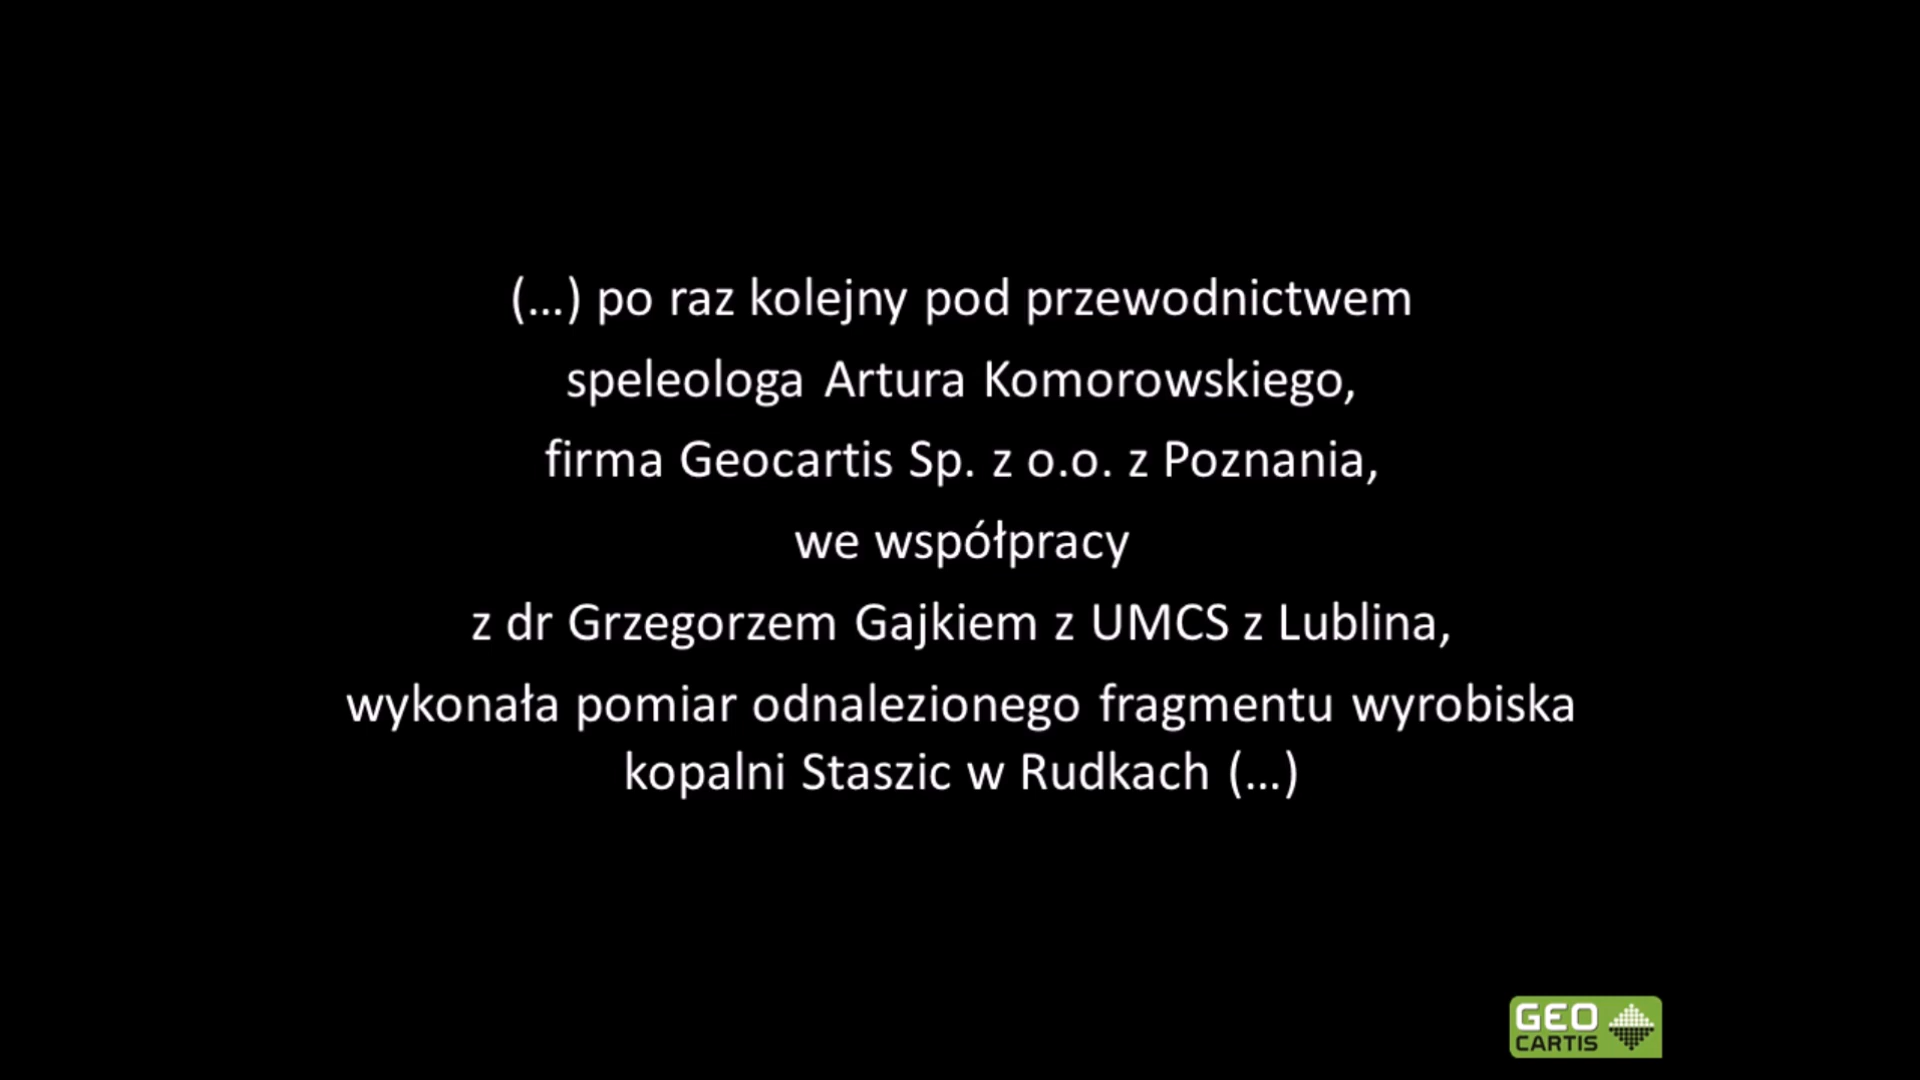 (...) po raz kolejny pod przewodnictwem
speleologa Artura Komorowskiego,
firma Geocartis Sp. z o.o. z Poznania,
we współpracy
z dr Grzegorzem Gajkiem z UMCS z Lublina,
wykonała pomiar odnalezionego fragmentu wyrobiska
kopalni Staszic w Rudkach (...)
GEO
CARTIS